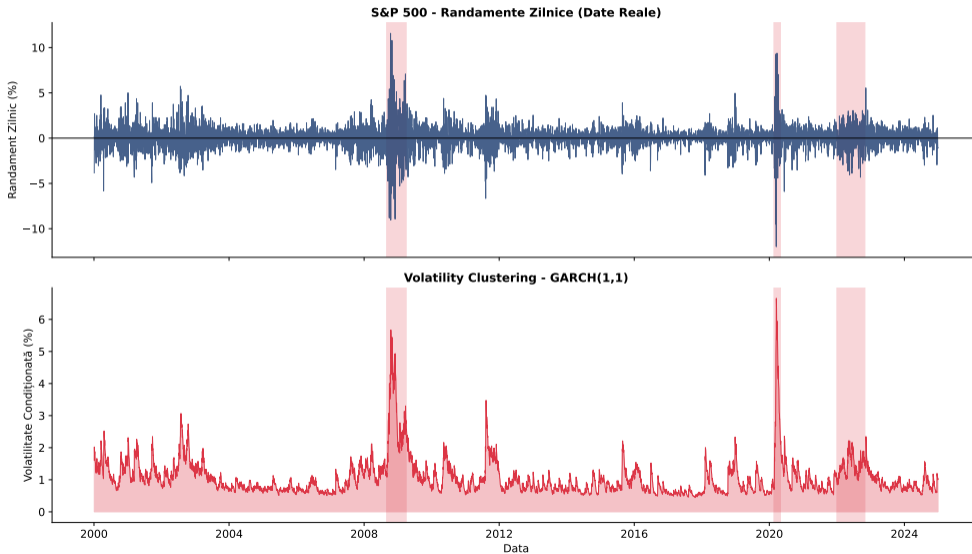 S&P 500 - Randamente Zilnice (Date Reale)
Randament Zilnic (%)
10
5
0
−5
−10
Volatility Clustering - GARCH(1,1)
Volatilitate Condiționată (%)
6
5
4
3
2
1
0
2000 2004 2008 2012 2016 2020 2024
Data